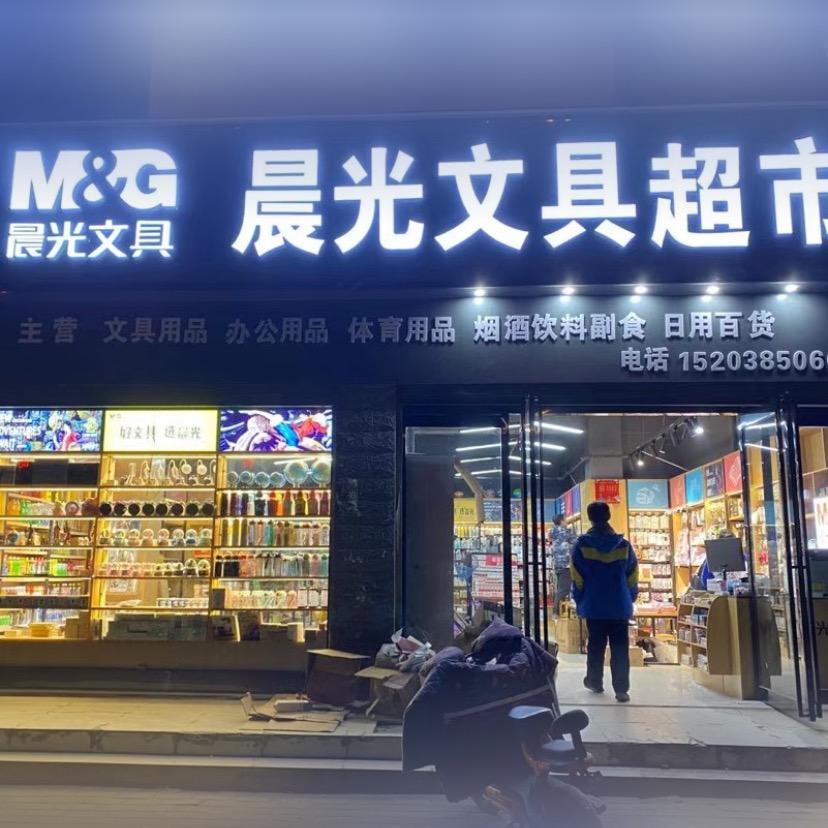 M&G
晨光文具
晨光文具超市
主营 文具用品 办公用品 体育用品 烟酒饮料副食 日用百货
电话 1520385060
好文具 选晨光